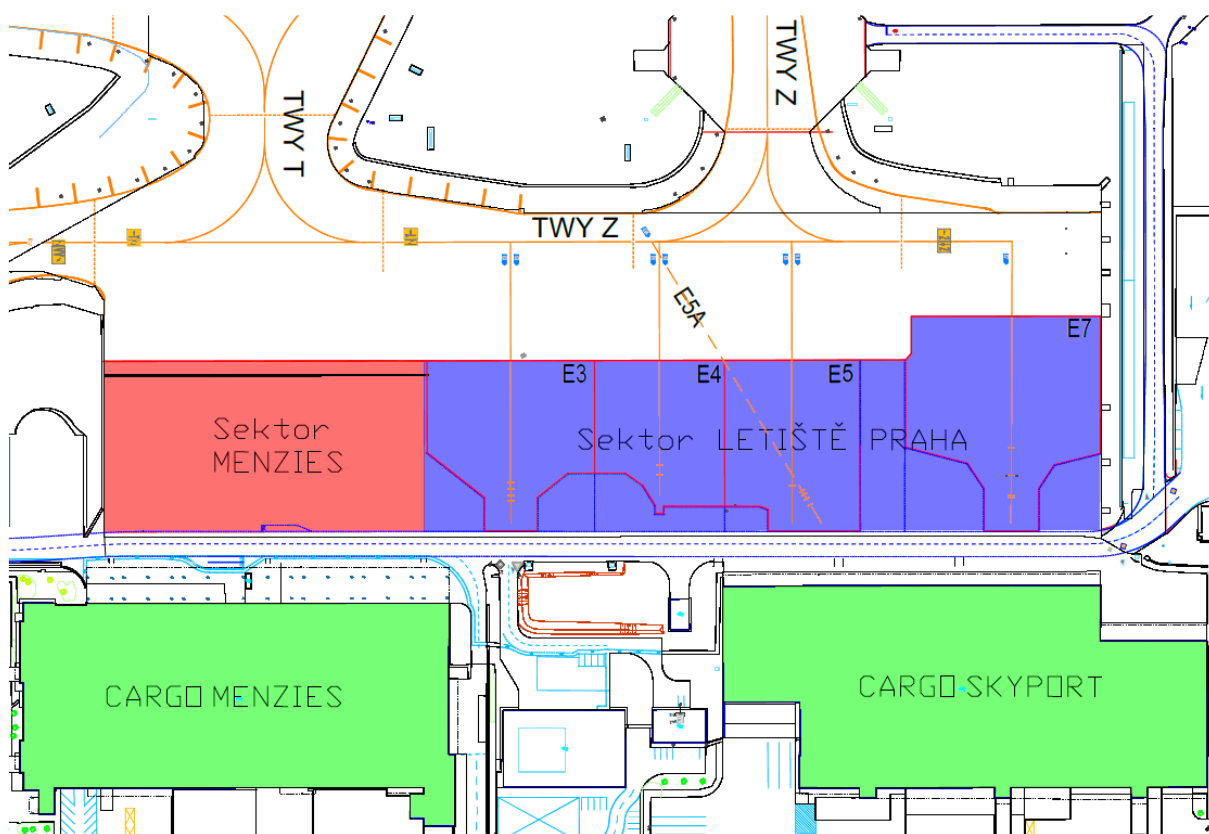 TWY T
TWY Z
TWY Z
E5A
E7
E3
E4
E5
Sektor
MENZIES
Sektor LETIŠTĚ PRAHA
CARGO MENZIES
CARGO SKYPORT